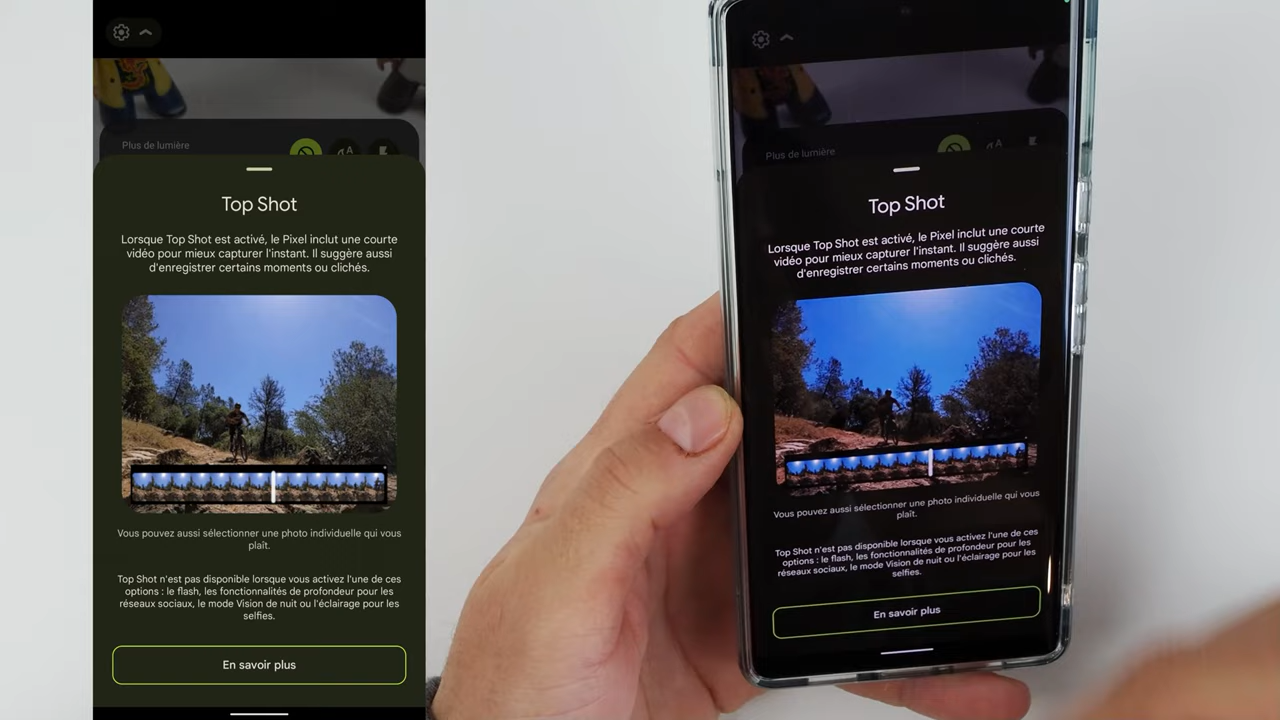 Plus de lumière
Top Shot
Lorsque Top Shot est activé, le Pixel inclut une courte
vidéo pour mieux capturer l'instant. Il suggère aussi
d'enregistrer certains moments ou clichés.
Vous pouvez aussi sélectionner une photo individuelle qui vous
plaît.
Top Shot n'est pas disponible lorsque vous activez l'une de ces
options : le flash, les fonctionnalités de profondeur pour les
réseaux sociaux, le mode Vision de nuit ou l'éclairage pour les
selfies.
En savoir plus
Plus de lumière
Top Shot
Lorsque Top Shot est activé, le Pixel inclut une courte
vidéo pour mieux capturer l'instant. Il suggère aussi
d'enregistrer certains moments ou clichés.
Vous pouvez aussi sélectionner une photo individuelle qui vous
plaît.
Top Shot n'est pas disponible lorsque vous activez l'une de ces
options : le flash, les fonctionnalités de profondeur pour les
réseaux sociaux, le mode Vision de nuit ou l'éclairage pour les
selfies.
En savoir plus